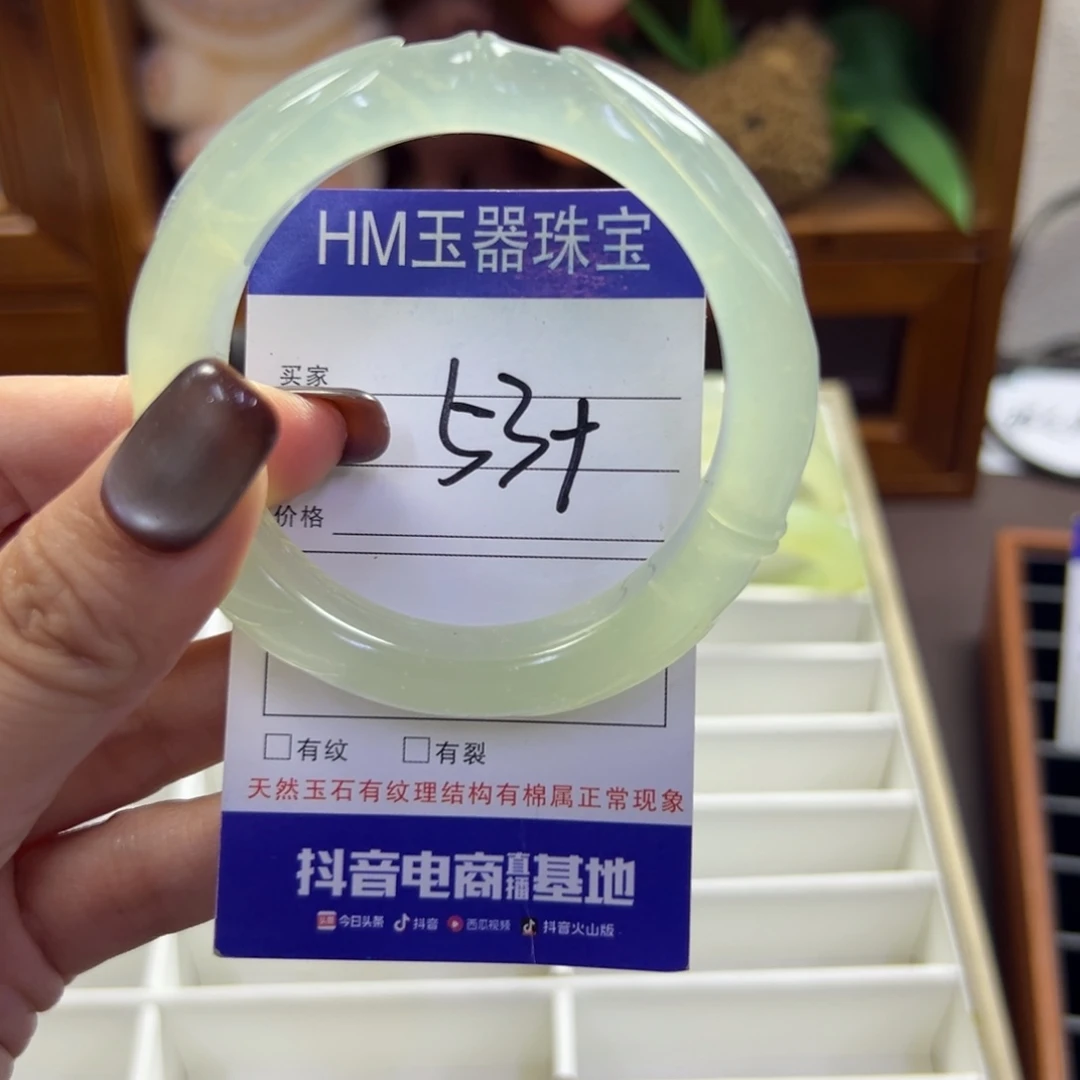 HM玉器珠宝
买家
53+
价格
有纹 有裂
天然玉石有纹理结构有棉属正常现象
抖音电商直播基地
头条 今日头条 抖音 西瓜视频 抖音火山版